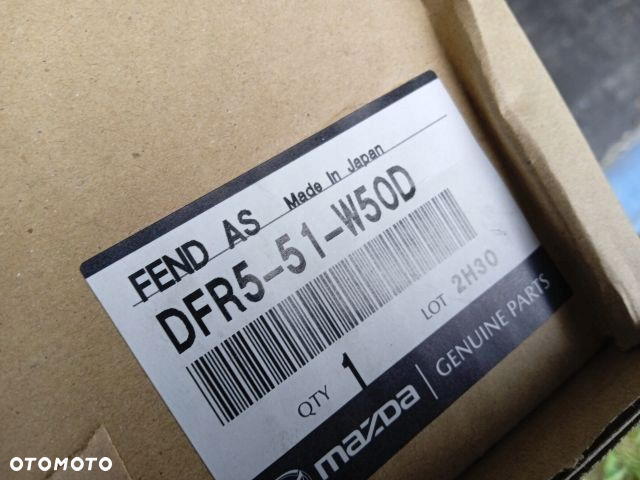 FEND AS Made In Japan
DFR5-51-W50D
QTY 1
LOT 2H30
mazda GENUINE PARTS
OTOMOTO